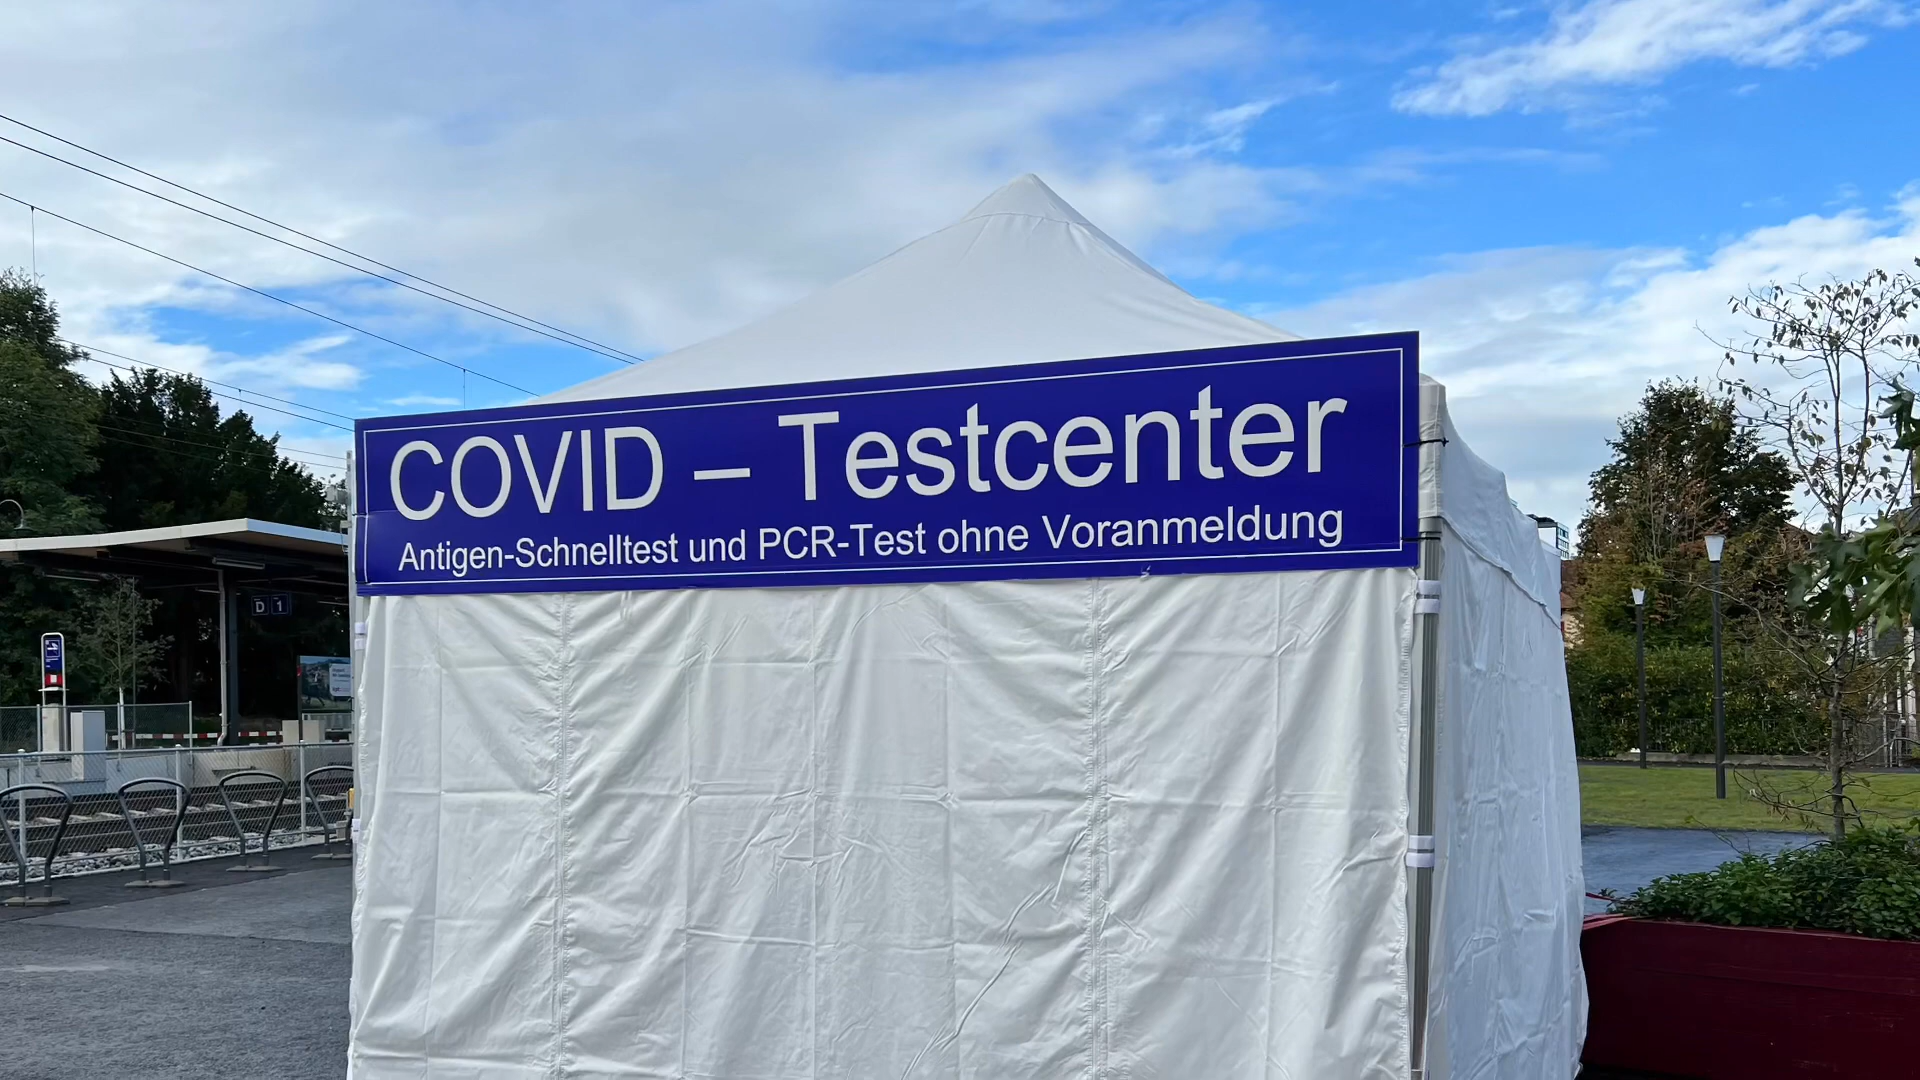 COVID – Testcenter
Antigen-Schnelltest und PCR-Test ohne Voranmeldung
D 1